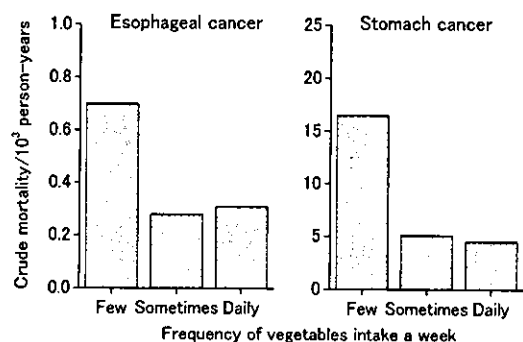 Esophageal cancer
Stomach cancer
Crude mortality/10³ person-years
1.0
0.8
0.6
0.4
0.2
0.0
25
20
15
10
5
0
Few Sometimes Daily
Few Sometimes Daily
Frequency of vegetables intake a week